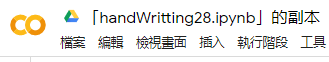 「handWritting28.ipynb」的副本
檔案 編輯 檢視畫面 插入 執行階段 工具